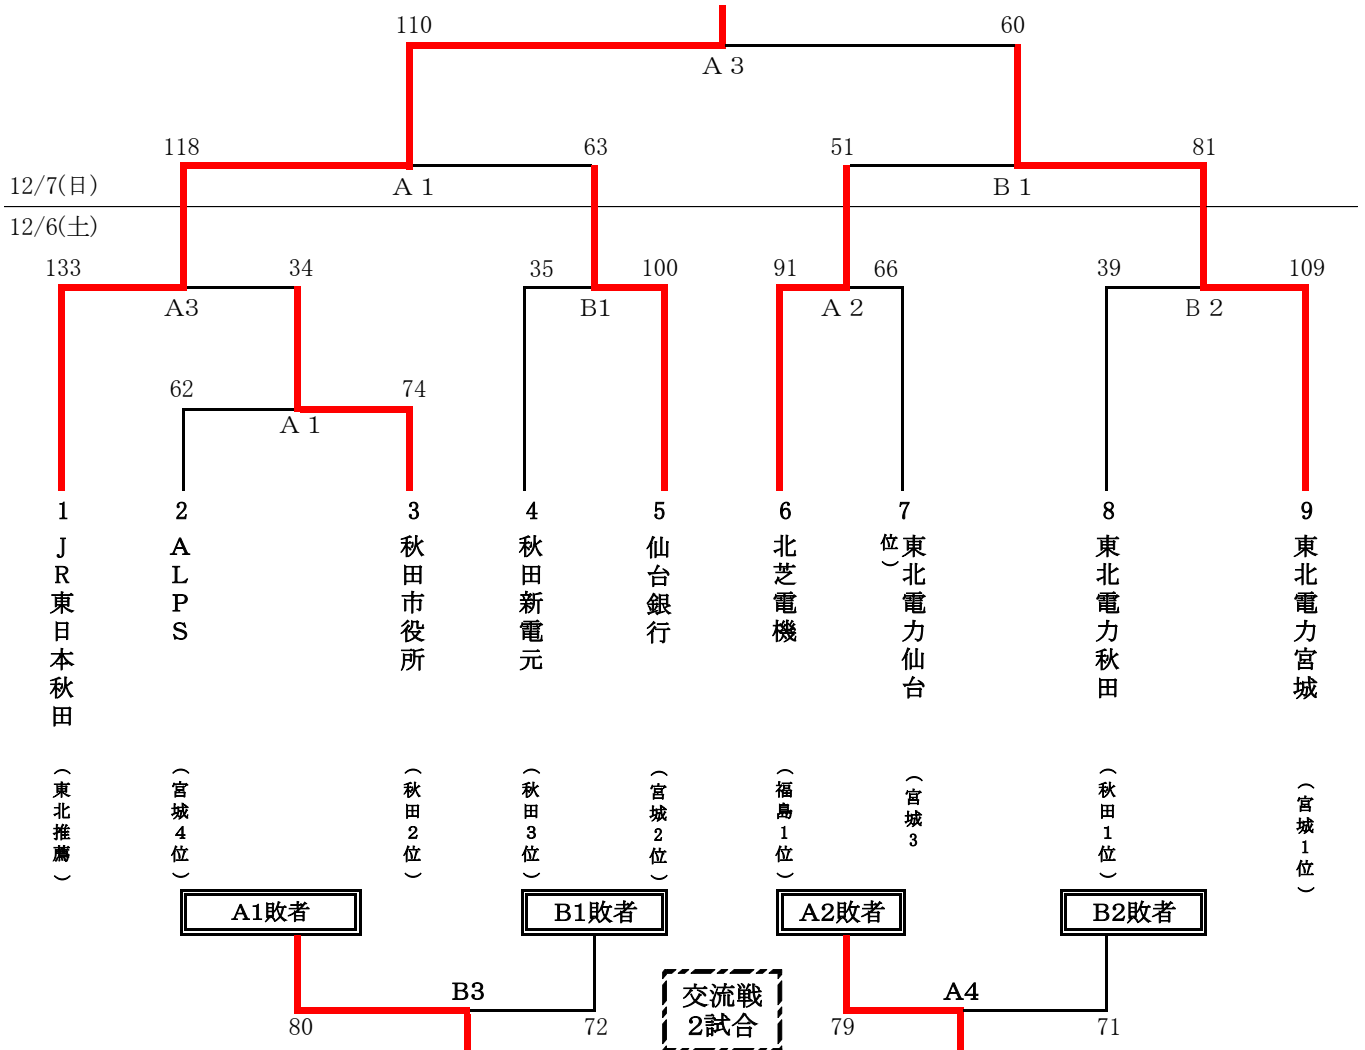 110
60
A 3
118
63
51
81
12/7(日)
A 1
B 1
12/6(土)
133
34
35
100
91
66
39
109
A3
B1
A 2
B 2
62
74
A 1
1
2
3
4
5
6
7
8
9
JR東日本秋田
ALPS
秋田市役所
秋田新電元
仙台銀行
北芝電機
東北電力仙台
東北電力秋田
東北電力宮城
(東北推薦)
(宮城4位)
(秋田2位)
(秋田3位)
(宮城2位)
(福島1位)
(宮城3
位)
(秋田1位)
(宮城1位)
A1敗者
B1敗者
A2敗者
B2敗者
B3
交流戦
2試合
A4
80
72
79
71